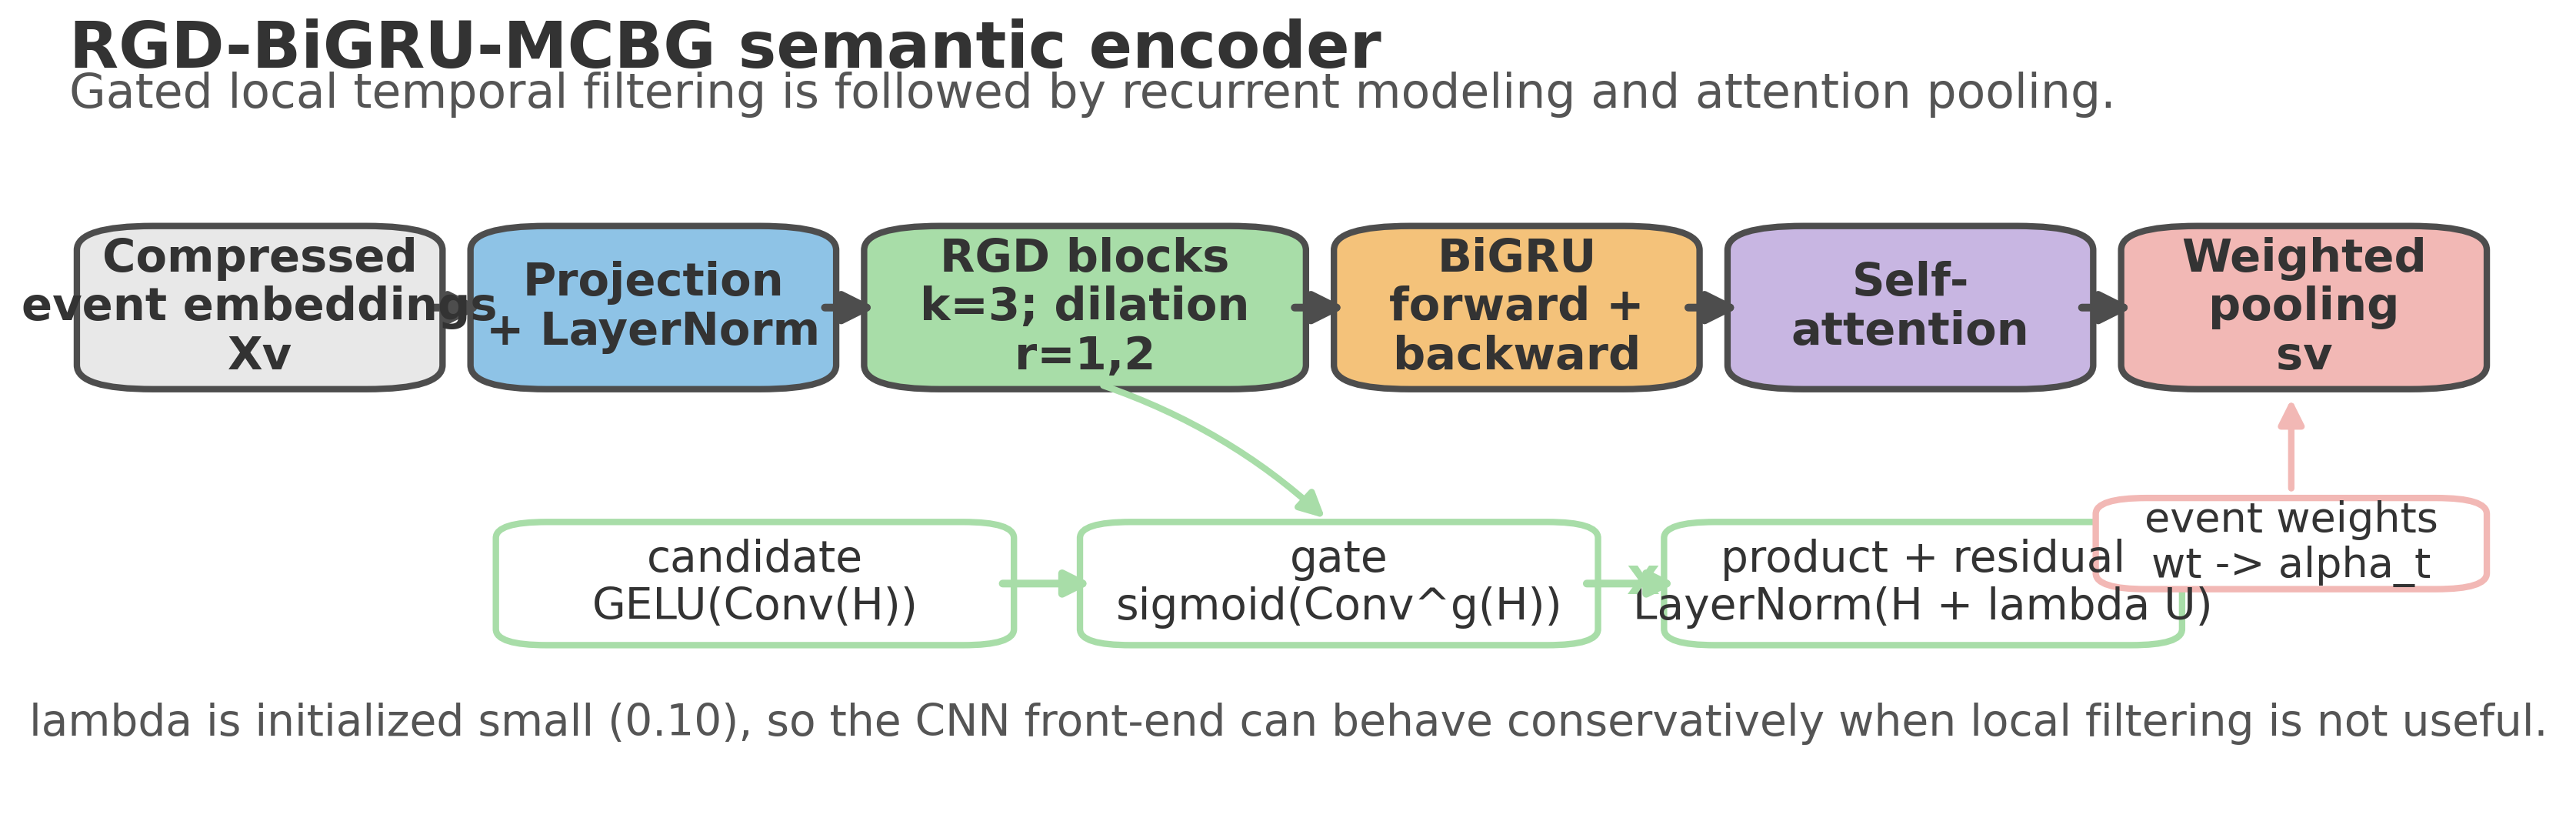 RGD-BiGRU-MCBG semantic encoder
Gated local temporal filtering is followed by recurrent modeling and attention pooling.
Compressed
event embeddings
Xv
Projection
+ LayerNorm
RGD blocks
k=3; dilation
r=1,2
BiGRU
forward +
backward
Self-
attention
Weighted
pooling
sv
candidate
GELU(Conv(H))
gate
sigmoid(Conv^g(H))
x
product + residual
LayerNorm(H + lambda U)
event weights
wt -> alpha_t
lambda is initialized small (0.10), so the CNN front-end can behave conservatively when local filtering is not useful.